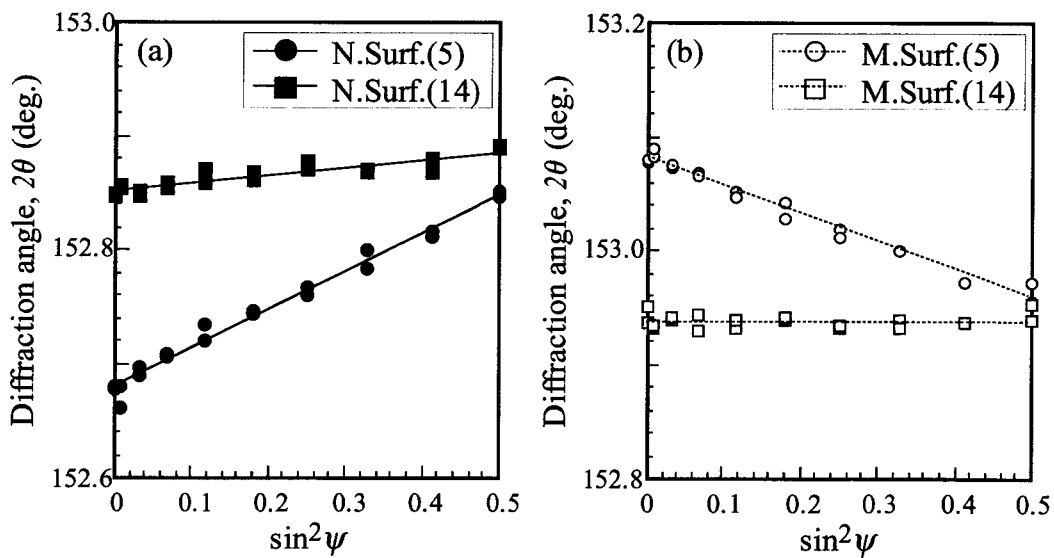 (a)
N.Surf.(5)
N.Surf.(14)
153.0
152.8
152.6
Diffraction angle, 2θ (deg.)
0 0.1 0.2 0.3 0.4 0.5
sin²ψ
(b)
M.Surf.(5)
M.Surf.(14)
153.2
153.0
152.8
Diffraction angle, 2θ (deg.)
0 0.1 0.2 0.3 0.4 0.5
sin²ψ